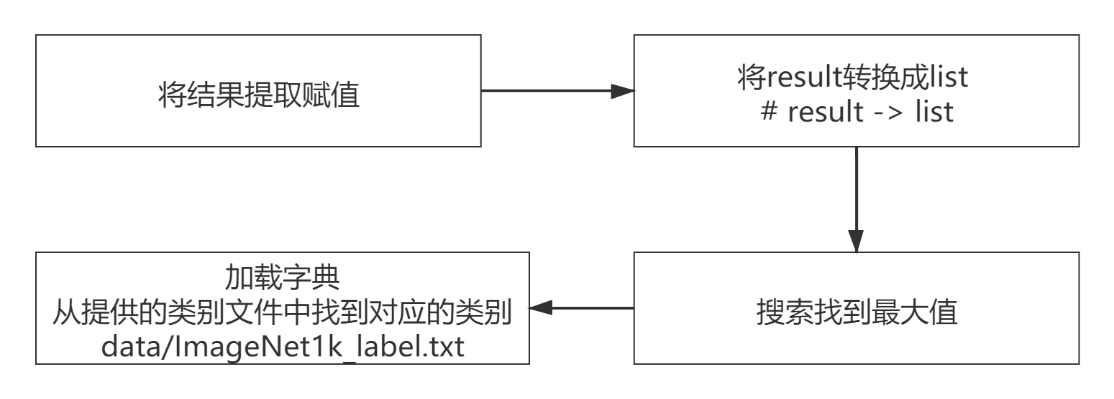 将结果提取赋值
将result转换成list
# result -> list
搜索找到最大值
加载字典
从提供的类别文件中找到对应的类别
data/ImageNet1k_label.txt